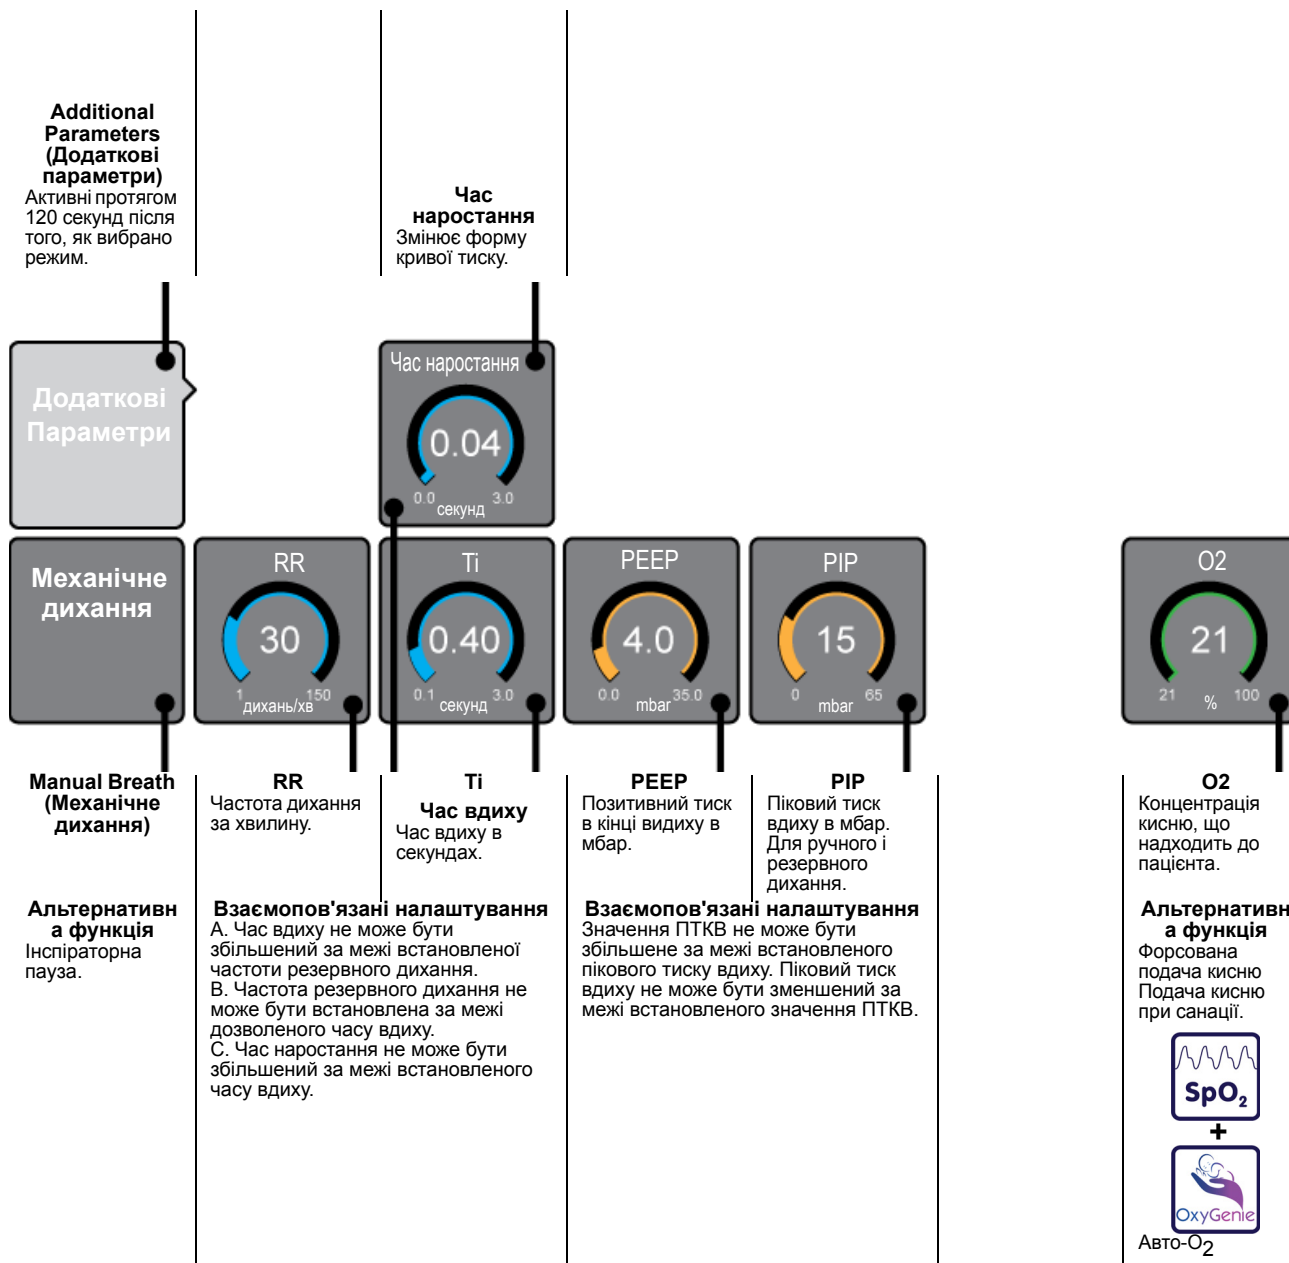 Additional
Parameters
(Додаткові
параметри)
Активні протягом
120 секунд після
того, як вибрано
режим.
Час
наростання
Змінює форму
кривої тиску.
Додаткові
Параметри
Час наростання
0.04
0.0 3.0
секунд
Механічне
дихання
RR
30
1 150
дихань/хв
Ti
0.40
0.1 3.0
секунд
PEEP
4.0
0.0 35.0
mbar
PIP
15
0 65
mbar
O2
21
21 100
%
Manual Breath
(Механічне
дихання)
RR
Частота дихання
за хвилину.
Ti
Час вдиху
Час вдиху в
секундах.
PEEP
Позитивний тиск
в кінці видиху в
мбар.
PIP
Піковий тиск
вдиху в мбар.
Для ручного і
резервного
дихання.
O2
Концентрація
кисню, що
надходить до
пацієнта.
Альтернативн
а функція
Інспіраторна
пауза.
Взаємопов'язані налаштування
A. Час вдиху не може бути
збільшений за межі встановленої
частоти резервного дихання.
B. Частота резервного дихання не
може бути встановлена за межі
дозволеного часу вдиху.
C. Час наростання не може бути
збільшений за межі встановленого
часу вдиху.
Взаємопов'язані налаштування
Значення ПТКВ не може бути
збільшене за межі встановленого
пікового тиску вдиху. Піковий тиск
вдиху не може бути зменшений за
межі встановленого значення ПТКВ.
Альтернативн
а функція
Форсована
подача кисню
Подача кисню
при санації.
SpO₂
+
OxyGenie
Авто-O₂